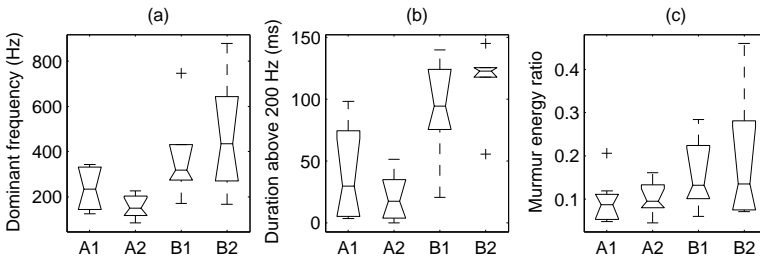 (a)
Dominant frequency (Hz)
800
600
400
200
A1 A2 B1 B2
(b)
Duration above 200 Hz (ms)
150
100
50
0
A1 A2 B1 B2
(c)
Murmur energy ratio
0.4
0.3
0.2
0.1
A1 A2 B1 B2